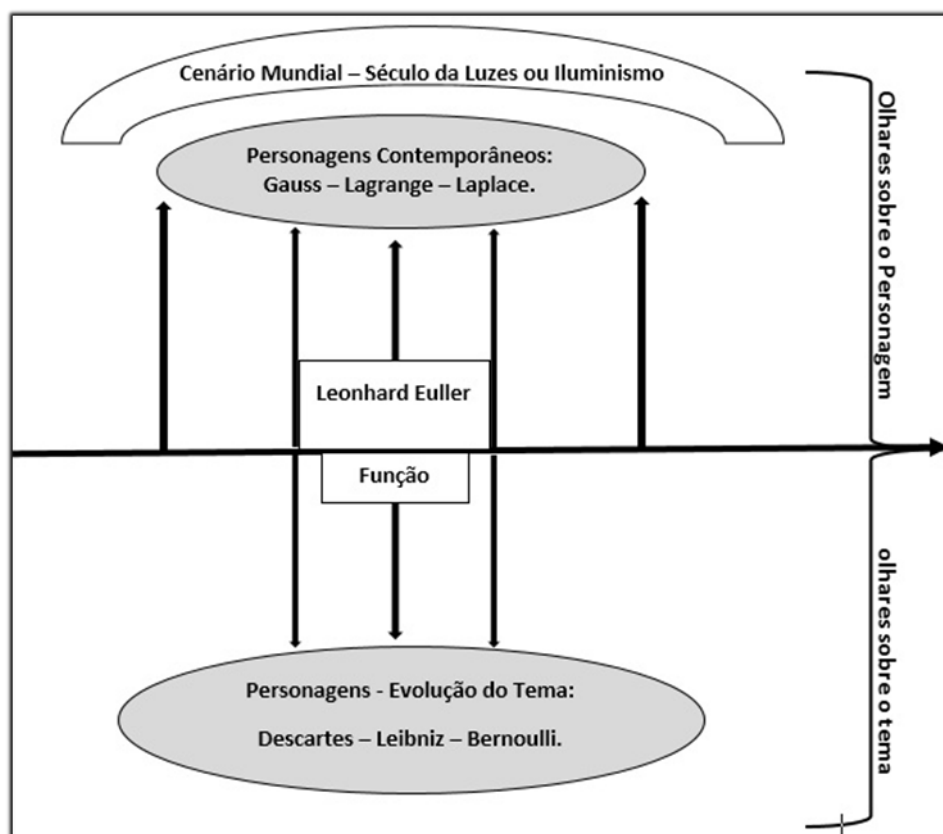 Cenário Mundial – Século da Luzes ou Iluminismo
Personagens Contemporâneos:
Gauss – Lagrange – Laplace.
Leonhard Euller
Função
Personagens - Evolução do Tema:
Descartes – Leibniz – Bernoulli.
Olhares sobre o Personagem
olhares sobre o tema